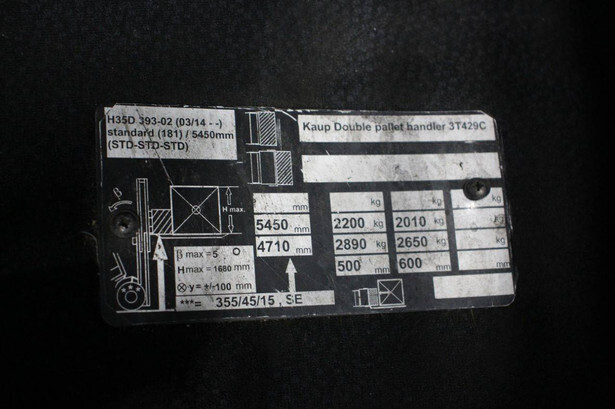 H35D 393-02 (03/14 - -)
standard (181) / 5450mm
(STD-STD-STD)
Kaup Double pallet handler 3T429C
β
H max.
mm kg kg kg
5450 mm 2200 kg 2010 kg kg
4710 mm 2890 kg 2650 kg kg
500 mm 600 mm mm
β max =5 °
H max = 1680 mm
⊗ y = +/-100 mm
***= 355/45/15 , SE